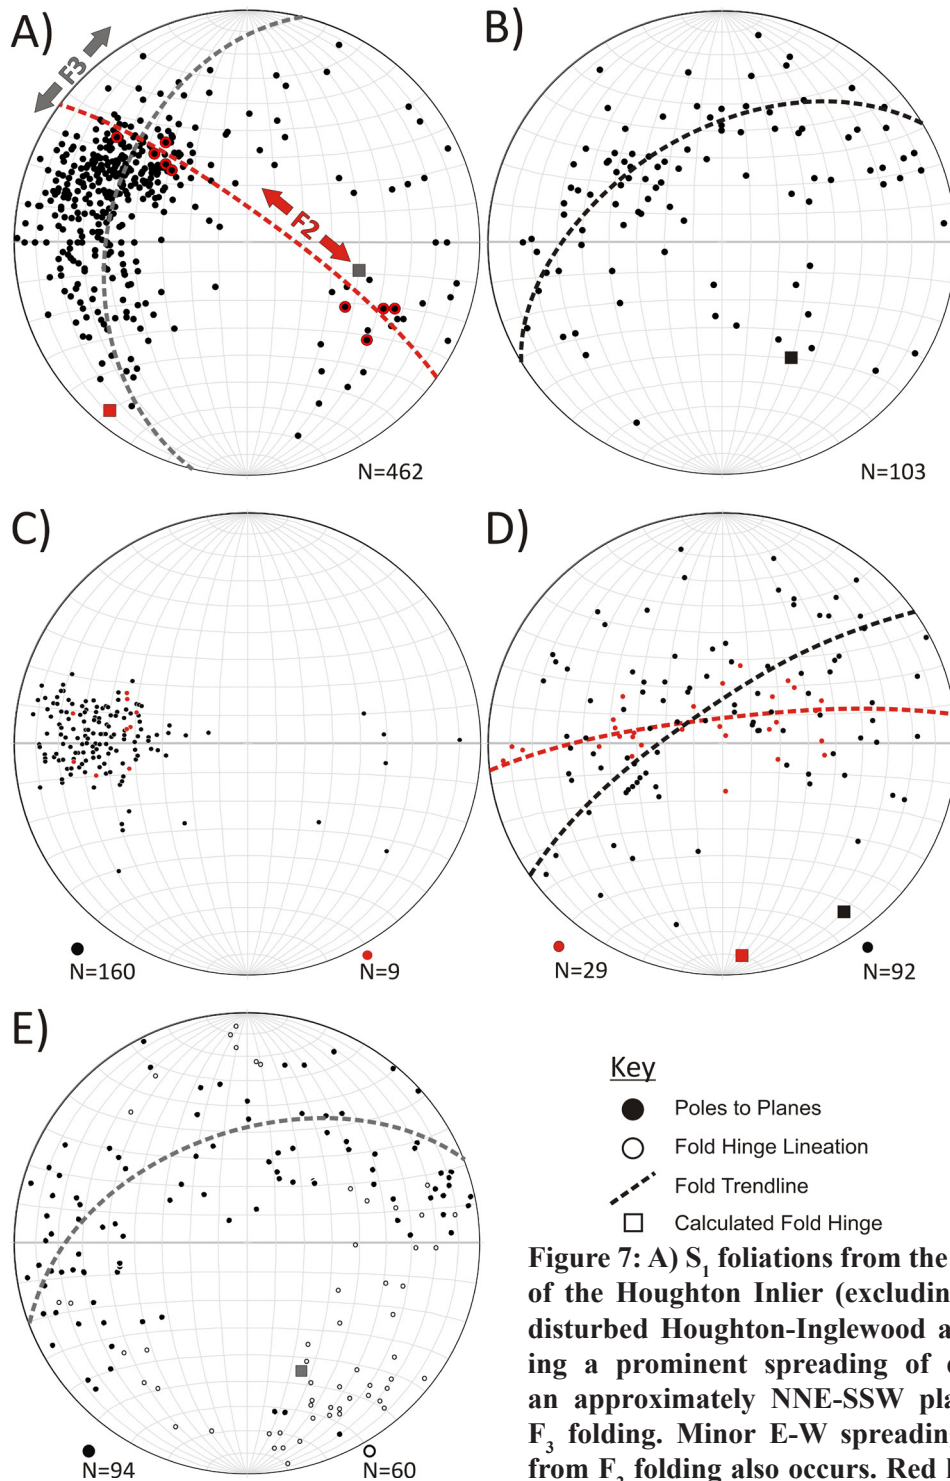 A)
F3
F2
N=462
B)
N=103
C)
N=160
N=9
D)
N=29
N=92
E)
N=94
N=60
Key
Poles to Planes
Fold Hinge Lineation
Fold Trendline
Calculated Fold Hinge
Figure 7: A) S1 foliations from the
of the Houghton Inlier (excludin
disturbed Houghton-Inglewood a
ing a prominent spreading of
an approximately NNE-SSW pla
F3 folding. Minor E-W spreadin
from F2 folding also occurs. Red